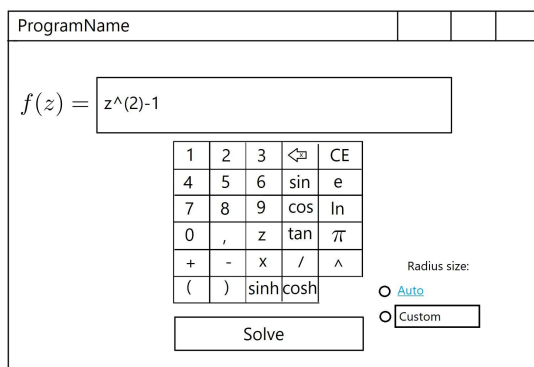 ProgramName
f(z) = z^(2)-1
1 2 3 ⌫ CE
4 5 6 sin e
7 8 9 cos ln
0 , z tan π
+ - x / ^
( ) sinh cosh
Radius size:
Auto
Custom
Solve